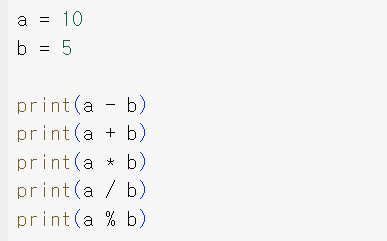 a = 10
b = 5

print(a - b)
print(a + b)
print(a * b)
print(a / b)
print(a % b)